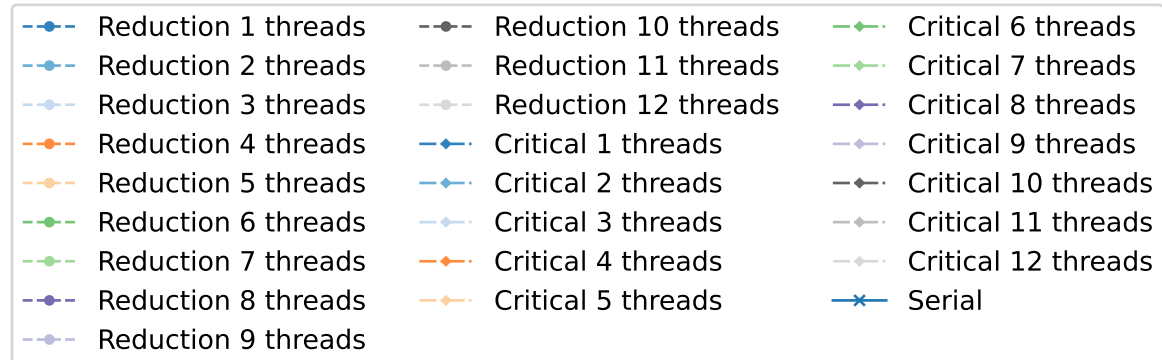 Reduction 1 threads
Reduction 2 threads
Reduction 3 threads
Reduction 4 threads
Reduction 5 threads
Reduction 6 threads
Reduction 7 threads
Reduction 8 threads
Reduction 9 threads
Reduction 10 threads
Reduction 11 threads
Reduction 12 threads
Critical 1 threads
Critical 2 threads
Critical 3 threads
Critical 4 threads
Critical 5 threads
Critical 6 threads
Critical 7 threads
Critical 8 threads
Critical 9 threads
Critical 10 threads
Critical 11 threads
Critical 12 threads
Serial